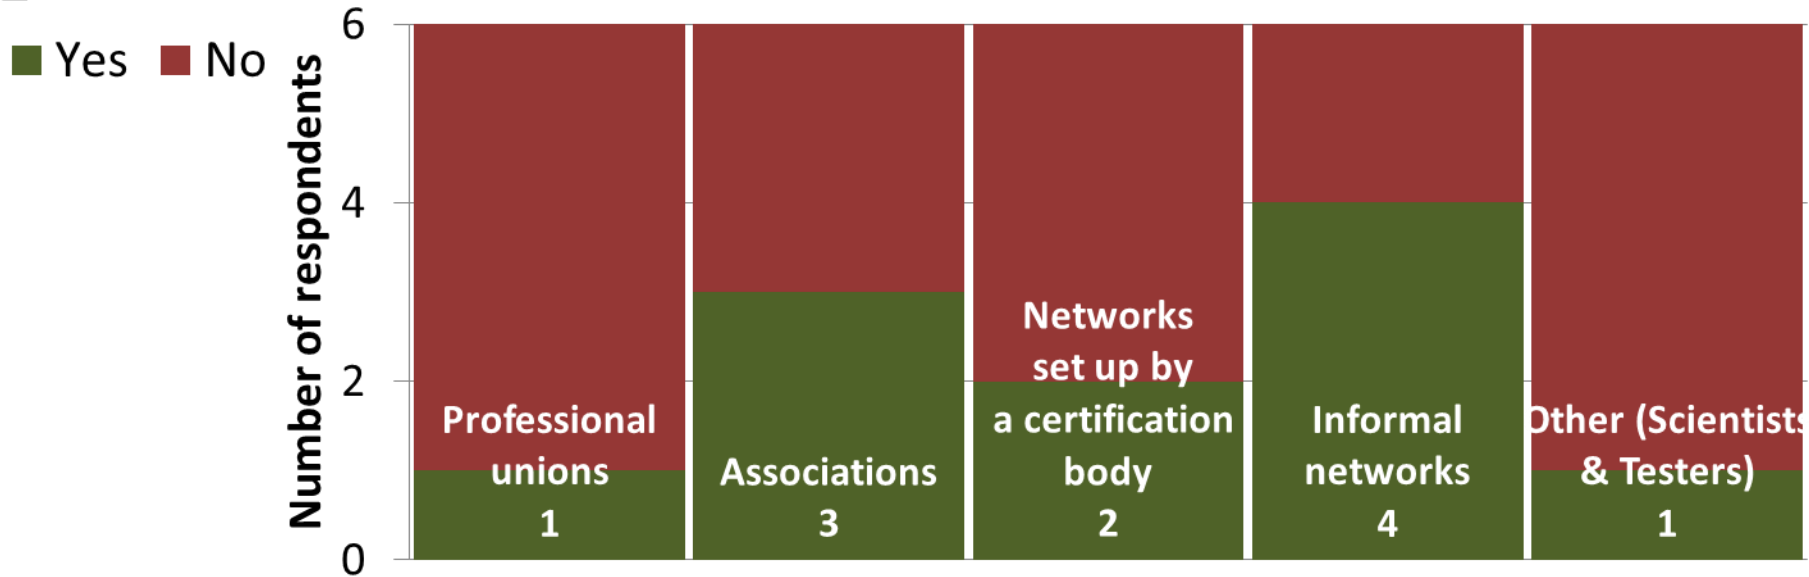 Yes No
Number of respondents
6
4
2
0
Professional
unions
1
Associations
3
Networks
set up by
a certification
body
2
Informal
networks
4
Other (Scientists
& Testers)
1